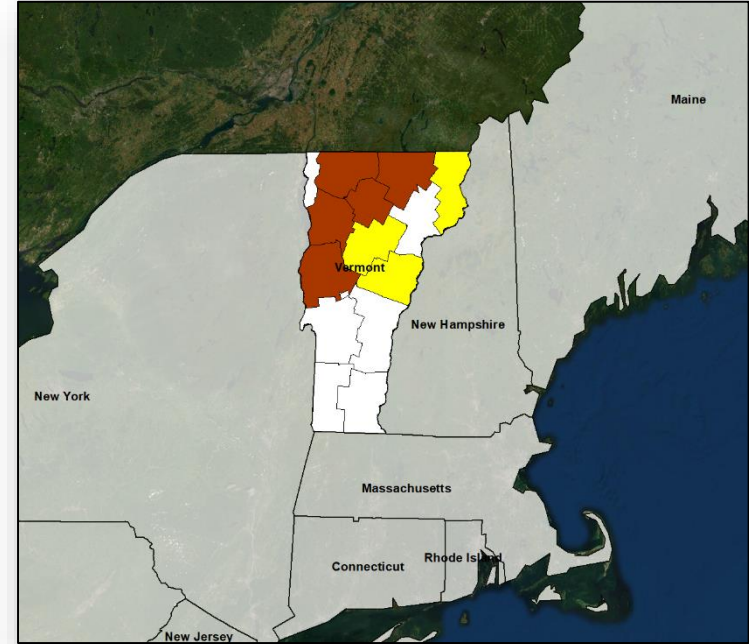 Maine
Vermont
New Hampshire
New York
Massachusetts
Rhode Island
Connecticut
New Jersey